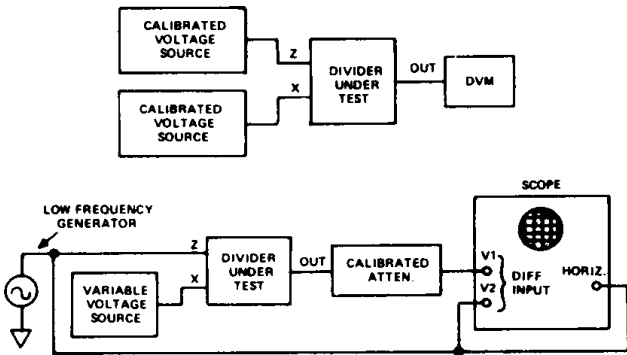 CALIBRATED
VOLTAGE
SOURCE
Z
DIVIDER
UNDER
TEST
OUT
DVM
X
CALIBRATED
VOLTAGE
SOURCE
SCOPE
LOW FREQUENCY
GENERATOR
Z
DIVIDER
UNDER
TEST
OUT
CALIBRATED
ATTEN.
V1
V2
DIFF
INPUT
HORIZ.
X
VARIABLE
VOLTAGE
SOURCE